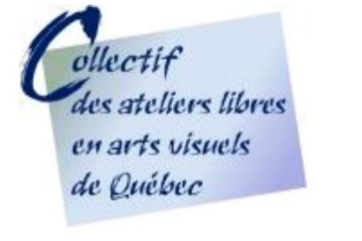 Collectif
des ateliers libres
en arts visuels
de Québec